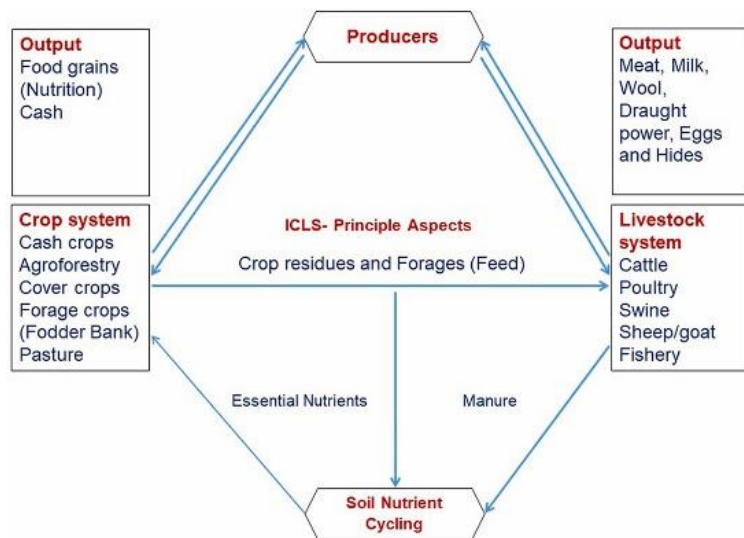 Output
Food grains
(Nutrition)
Cash
Producers
Output
Meat, Milk,
Wool,
Draught
power, Eggs
and Hides
Crop system
Cash crops
Agroforestry
Cover crops
Forage crops
(Fodder Bank)
Pasture
ICLS- Principle Aspects
Crop residues and Forages (Feed)
Livestock
system
Cattle
Poultry
Swine
Sheep/goat
Fishery
Essential Nutrients
Manure
Soil Nutrient
Cycling